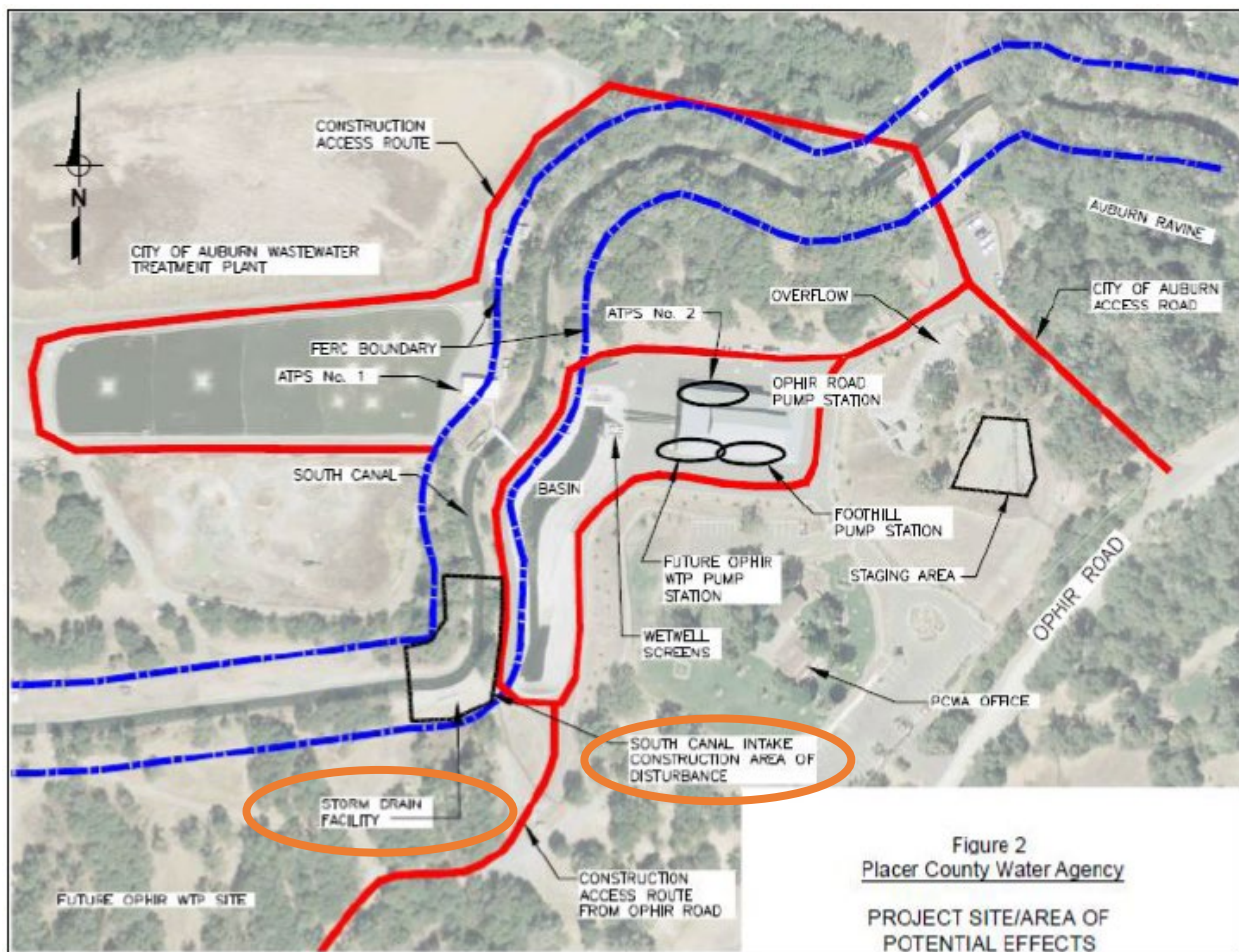 CONSTRUCTION
ACCESS ROUTE
N
CITY OF AUBURN WASTEWATER
TREATMENT PLANT
AUBURN RAVINE
OVERFLOW
CITY OF AUBURN
ACCESS ROAD
ATPS No. 2
FERC BOUNDARY
ATPS No. 1
OPHIR ROAD
PUMP STATION
SOUTH CANAL
BASIN
FOOTHILL
PUMP STATION
FUTURE OPHIR
WTP PUMP
STATION
STAGING AREA
OPHIR ROAD
WETWELL
SCREENS
PCWA OFFICE
SOUTH CANAL INTAKE
CONSTRUCTION AREA OF
DISTURBANCE
STORM DRAIN
FACILITY
FUTURE OPHIR WTP SITE
CONSTRUCTION
ACCESS ROUTE
FROM OPHIR ROAD
Figure 2
Placer County Water Agency
PROJECT SITE/AREA OF
POTENTIAL EFFECTS